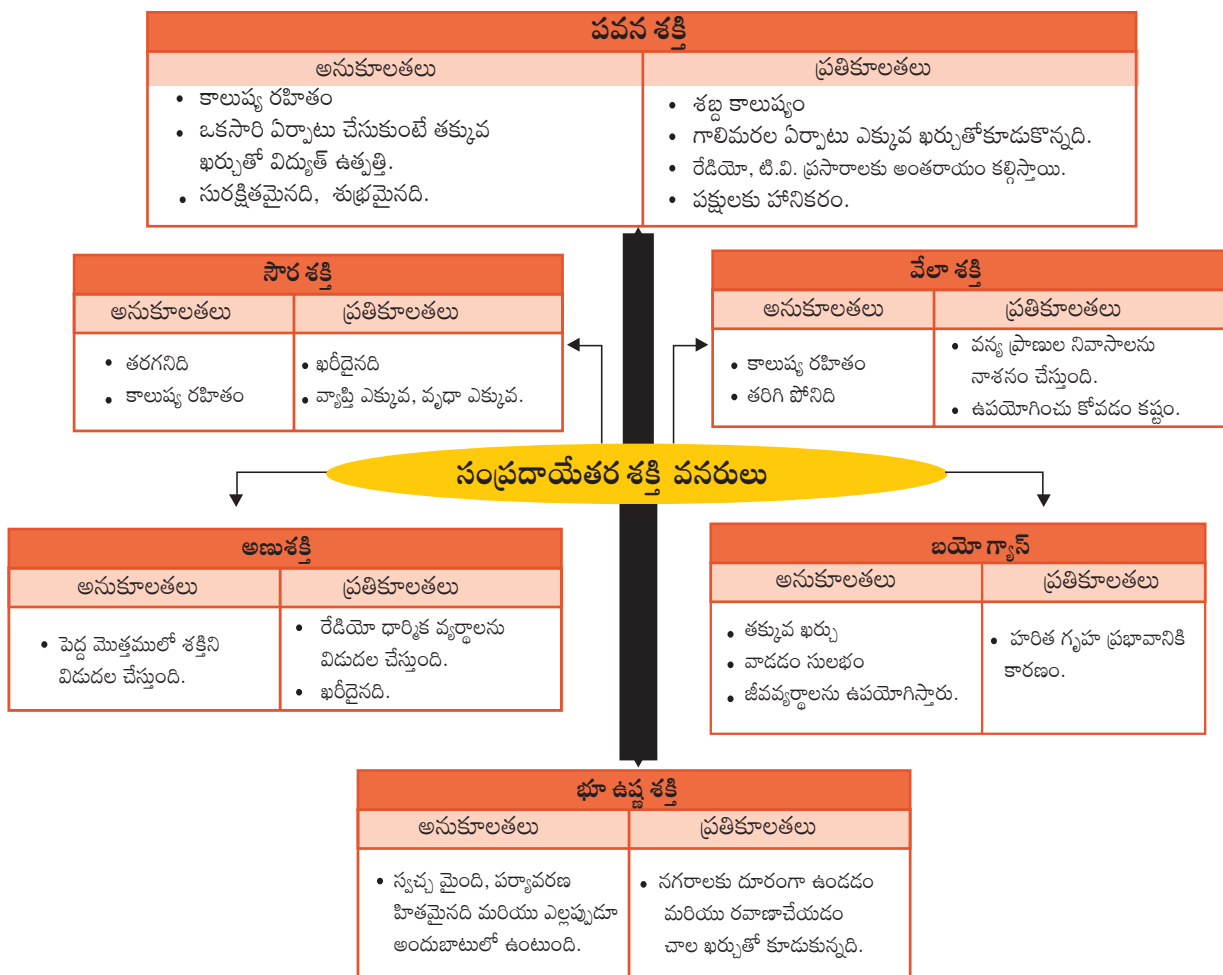 పవన శక్తి
అనుకూలతలు
• కాలుష్య రహితం
• ఒకసారి ఏర్పాటు చేసుకుంటే తక్కువ
ఖర్చుతో విద్యుత్ ఉత్పత్తి.
• సురక్షితమైనది, శుభ్రమైనది.
ప్రతికూలతలు
• శబ్ద కాలుష్యం
• గాలిమరల ఏర్పాటు ఎక్కువ ఖర్చుతోకూడుకొన్నది.
• రేడియో, టి.వి. ప్రసారాలకు అంతరాయం కల్గిస్తాయి.
• పక్షులకు హానికరం.
సౌర శక్తి
అనుకూలతలు
• తరగనిది
• కాలుష్య రహితం
ప్రతికూలతలు
• ఖరీదైనది
• వ్యాప్తి ఎక్కువ, వృధా ఎక్కువ.
వేలా శక్తి
అనుకూలతలు
• కాలుష్య రహితం
• తరిగి పోనిది
ప్రతికూలతలు
• వన్య ప్రాణుల నివాసాలను
నాశనం చేస్తుంది.
• ఉపయోగించు కోవడం కష్టం.
సంప్రదాయేతర శక్తి వనరులు
అణుశక్తి
అనుకూలతలు
• పెద్ద మొత్తములో శక్తిని
విడుదల చేస్తుంది.
ప్రతికూలతలు
• రేడియో ధార్మిక వ్యర్థాలను
విడుదల చేస్తుంది.
• ఖరీదైనది.
బయో గ్యాస్
అనుకూలతలు
• తక్కువ ఖర్చు
• వాడడం సులభం
• జీవవ్యర్థాలను ఉపయోగిస్తారు.
ప్రతికూలతలు
• హరిత గృహ ప్రభావానికి
కారణం.
భూ ఉష్ణ శక్తి
అనుకూలతలు
• స్వచ్ఛ మైంది, పర్యావరణ
హితమైనది మరియు ఎల్లప్పుడూ
అందుబాటులో ఉంటుంది.
ప్రతికూలతలు
• నగరాలకు దూరంగా ఉండడం
మరియు రవాణాచేయడం
చాల ఖర్చుతో కూడుకున్నది.